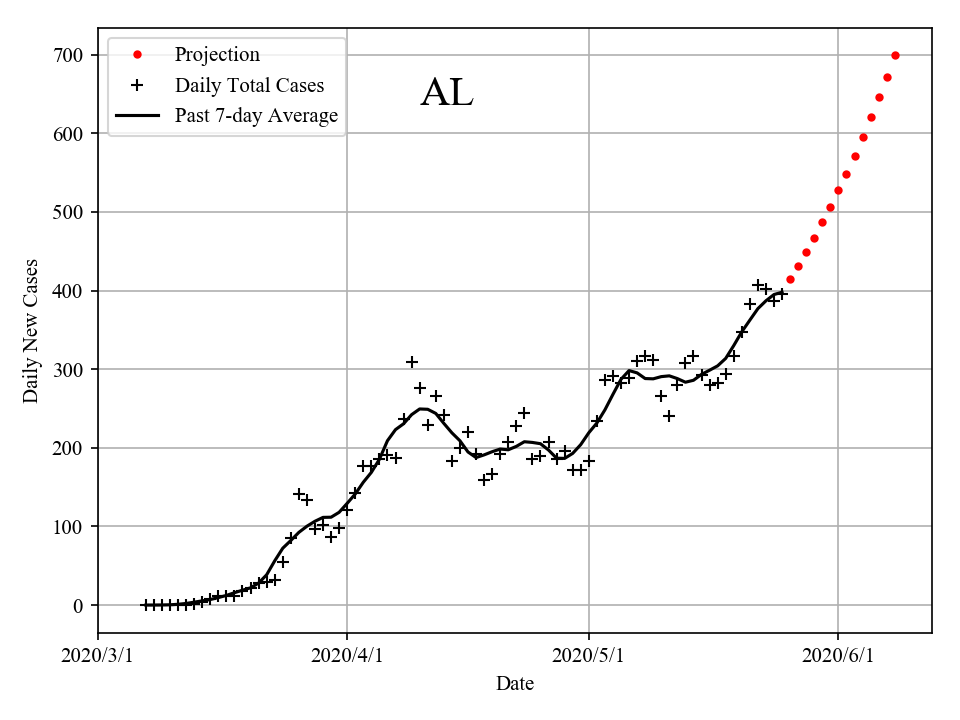 AL
Projection
Daily Total Cases
Past 7-day Average
700
600
500
400
300
200
100
0
Daily New Cases
2020/3/1 2020/4/1 2020/5/1 2020/6/1
Date